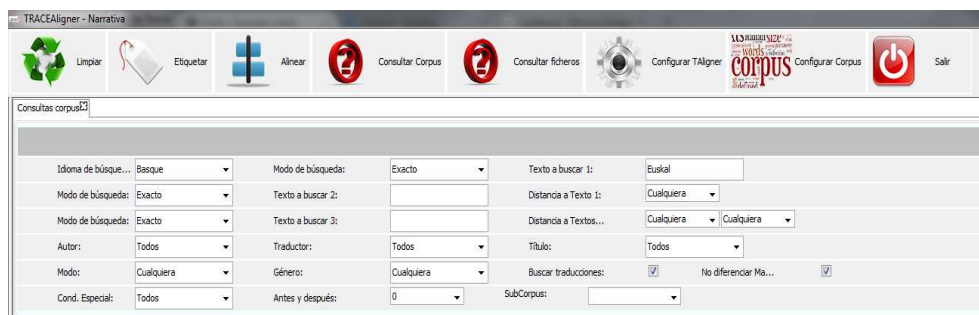 TRACEAligner - Narrativa
Limpiar Etiquetar Alinear Consultar Corpus Consultar ficheros Configurar TAligner corpus Configurar Corpus Salir
Consultas corpus
Idioma de búsque... Basque Modo de búsqueda: Exacto Texto a buscar 1: Euskal
Modo de búsqueda: Exacto Texto a buscar 2: Distancia a Texto 1: Cualquiera
Modo de búsqueda: Exacto Texto a buscar 3: Distancia a Textos... Cualquiera Cualquiera
Autor: Todos Traductor: Todos Título: Todos
Modo: Cualquiera Género: Cualquiera Buscar traducciones: No diferenciar Ma...
Cond. Especial: Todos Antes y después: 0 SubCorpus: